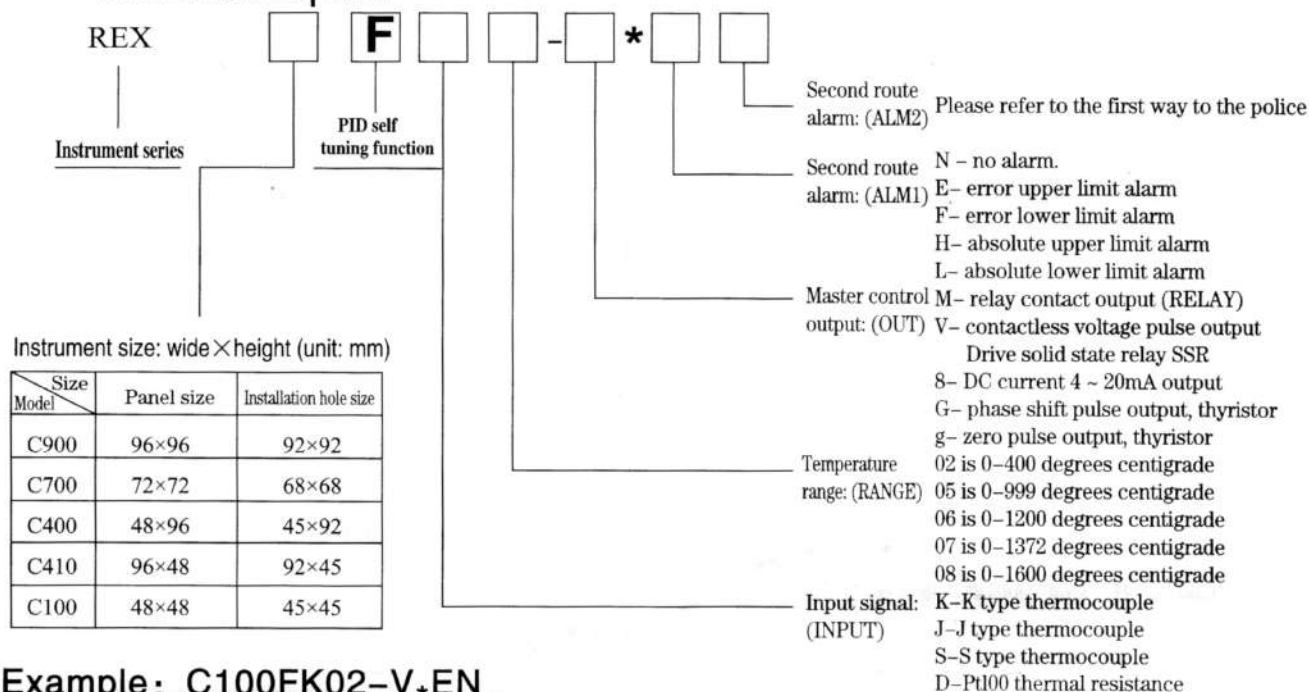 REX F - *
Instrument series
PID self
tuning function
Second route
alarm: (ALM2) Please refer to the first way to the police
Second route
alarm: (ALM1)
N – no alarm.
E– error upper limit alarm
F– error lower limit alarm
H– absolute upper limit alarm
L– absolute lower limit alarm
Master control
output: (OUT)
M– relay contact output (RELAY)
V– contactless voltage pulse output
Drive solid state relay SSR
8– DC current 4 ~ 20mA output
G– phase shift pulse output, thyristor
g– zero pulse output, thyristor
Temperature
range: (RANGE)
02 is 0–400 degrees centigrade
05 is 0–999 degrees centigrade
06 is 0–1200 degrees centigrade
07 is 0–1372 degrees centigrade
08 is 0–1600 degrees centigrade
Input signal:
(INPUT)
K–K type thermocouple
J–J type thermocouple
S–S type thermocouple
D–Pt100 thermal resistance
Instrument size: wide×height (unit: mm)
Size
Model Panel size Installation hole size
C900 96×96 92×92
C700 72×72 68×68
C400 48×96 45×92
C410 96×48 92×45
C100 48×48 45×45
Example: C100FK02–V*EN